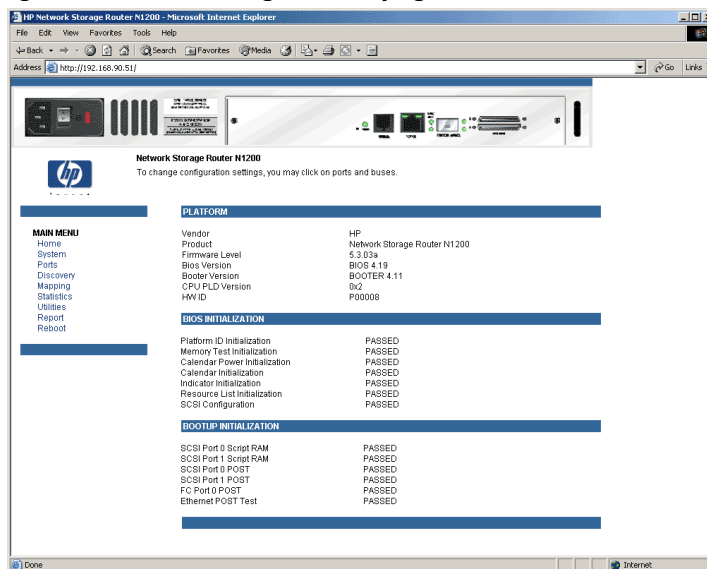 HP Network Storage Router N1200 - Microsoft Internet Explorer
File Edit View Favorites Tools Help
Back Search Favorites Media
Address http://192.168.90.51/ Go Links
hp
Network Storage Router N1200
To change configuration settings, you may click on ports and buses.
MAIN MENU
Home
System
Ports
Discovery
Mapping
Statistics
Utilities
Report
Reboot
PLATFORM
Vendor HP
Product Network Storage Router N1200
Firmware Level 5.3.03a
Bios Version BIOS 4.19
Booter Version BOOTER 4.11
CPU PLD Version 0x2
HW ID P00008
BIOS INITIALIZATION
Platform ID Initialization PASSED
Memory Test Initialization PASSED
Calendar Power Initialization PASSED
Calendar Initialization PASSED
Indicator Initialization PASSED
Resource List Initialization PASSED
SCSI Configuration PASSED
BOOTUP INITIALIZATION
SCSI Port 0 Script RAM PASSED
SCSI Port 1 Script RAM PASSED
SCSI Port 0 POST PASSED
SCSI Port 1 POST PASSED
FC Port 0 POST PASSED
Ethernet POST Test PASSED
Done Internet